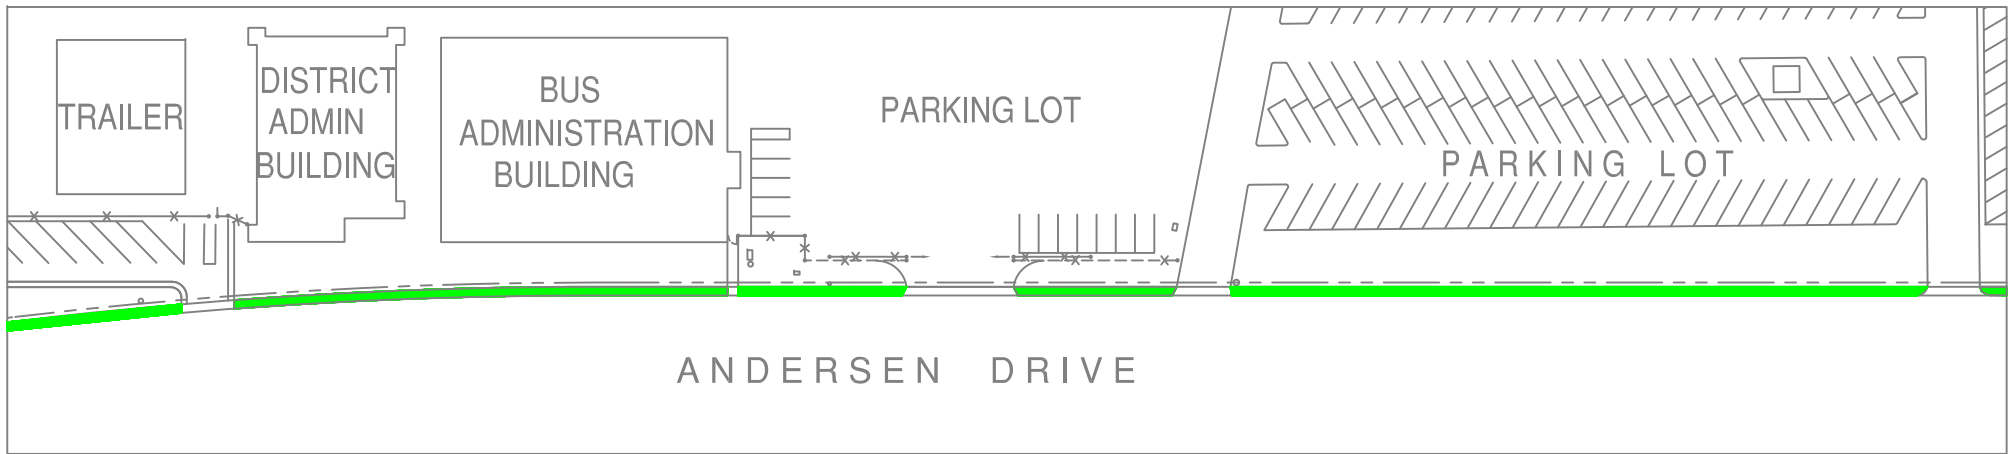 TRAILER
DISTRICT
ADMIN
BUILDING
BUS
ADMINISTRATION
BUILDING
PARKING LOT
PARKING LOT
ANDERSEN DRIVE